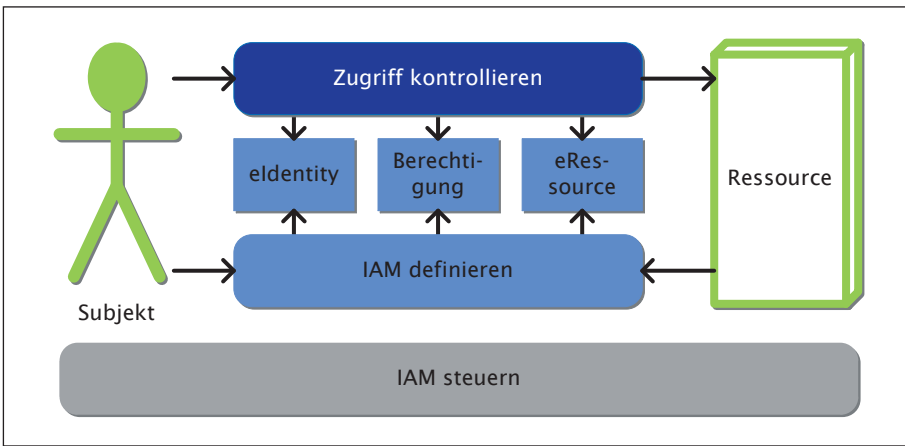 Zugriff kontrollieren
eIdentity
Berechti-
gung
eRes-
source
Ressource
IAM definieren
Subjekt
IAM steuern